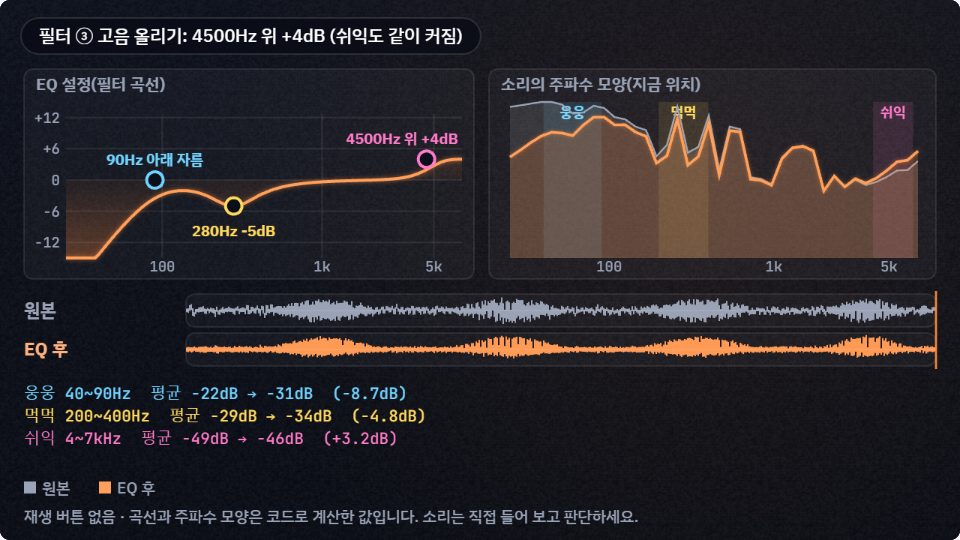 필터 ③ 고음 올리기: 4500Hz 위 +4dB (쉬익도 같이 커짐)
EQ 설정(필터 곡선)
+12
+6
0
-6
-12
90Hz 아래 자름
280Hz -5dB
4500Hz 위 +4dB
100
1k
5k
소리의 주파수 모양(지금 위치)
웅웅
먹먹
쉬익
100
1k
5k
원본
EQ 후
웅웅 40~90Hz 평균 -22dB → -31dB (-8.7dB)
먹먹 200~400Hz 평균 -29dB → -34dB (-4.8dB)
쉬익 4~7kHz 평균 -49dB → -46dB (+3.2dB)
원본
EQ 후
재생 버튼 없음 · 곡선과 주파수 모양은 코드로 계산한 값입니다. 소리는 직접 들어 보고 판단하세요.